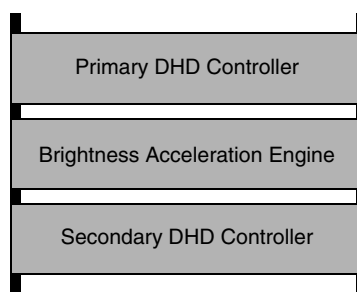 Primary DHD Controller
Brightness Acceleration Engine
Secondary DHD Controller